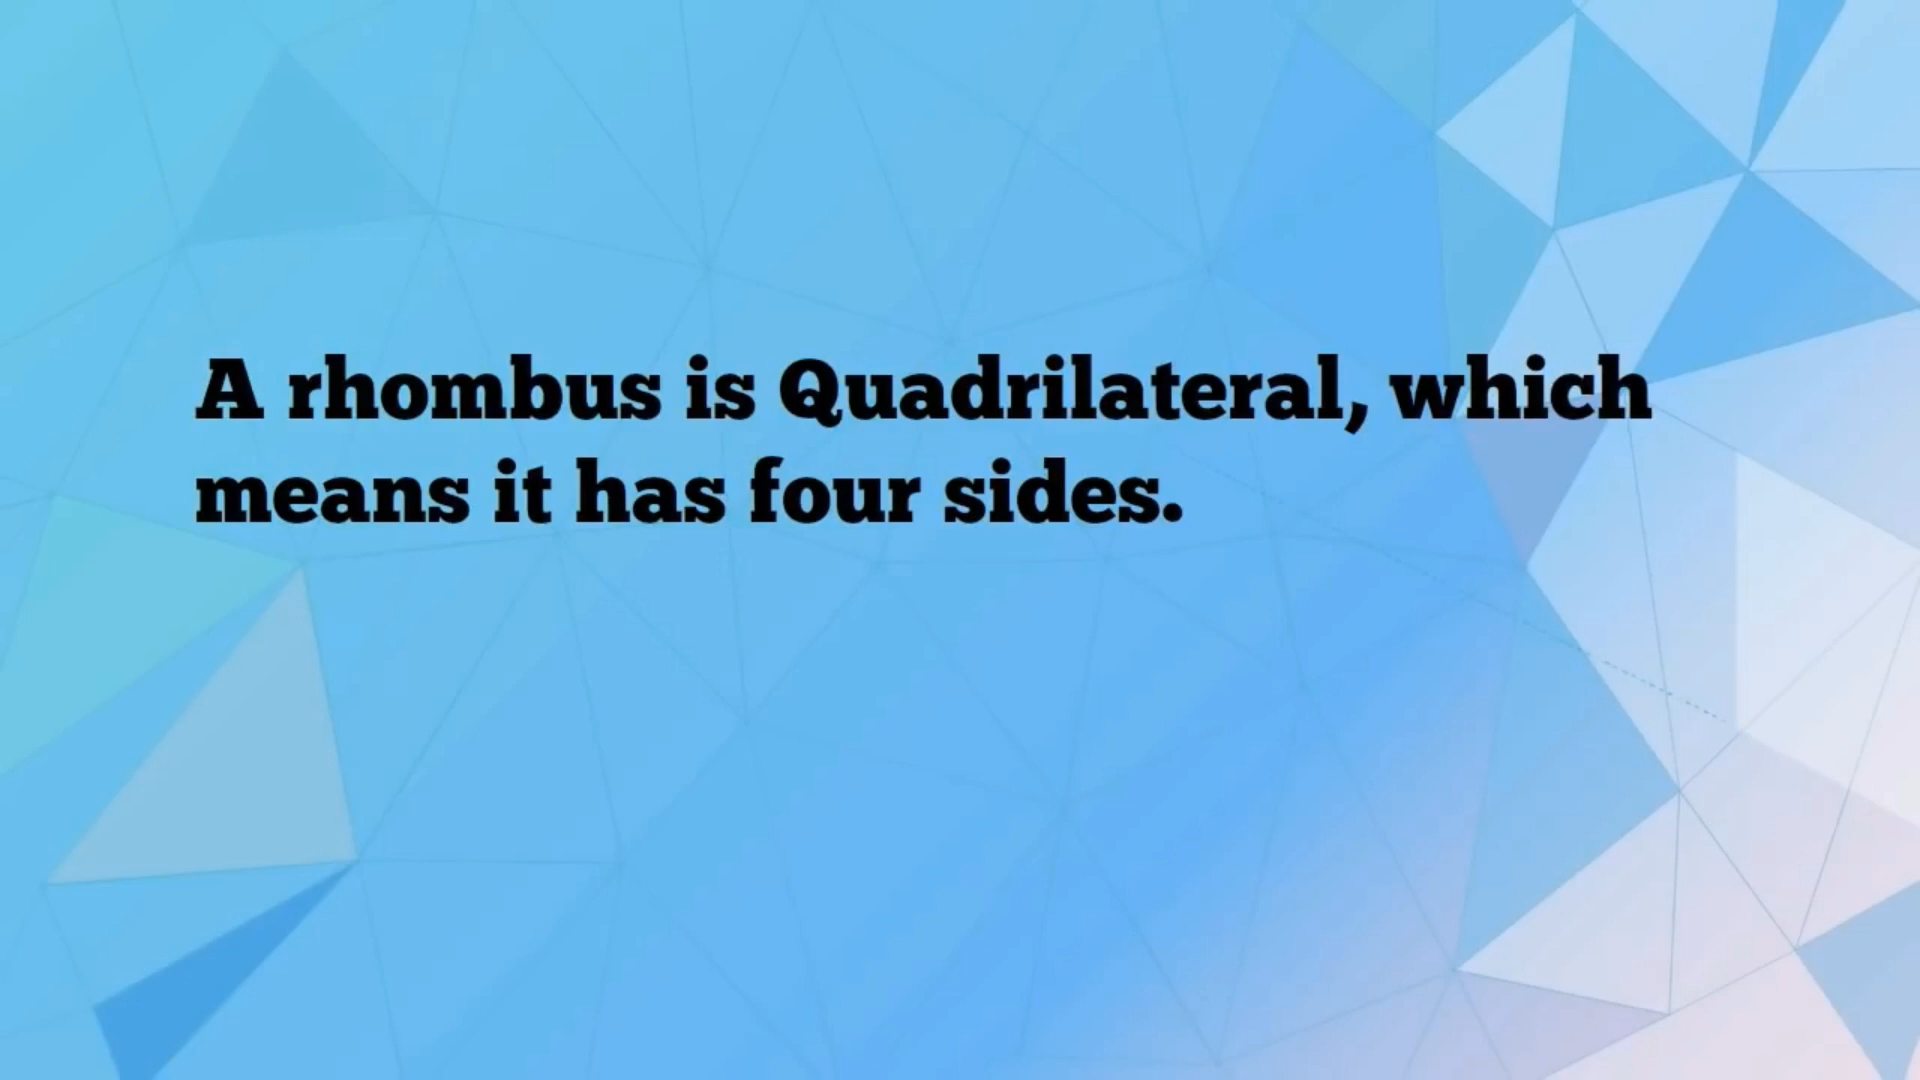 A rhombus is Quadrilateral, which
means it has four sides.